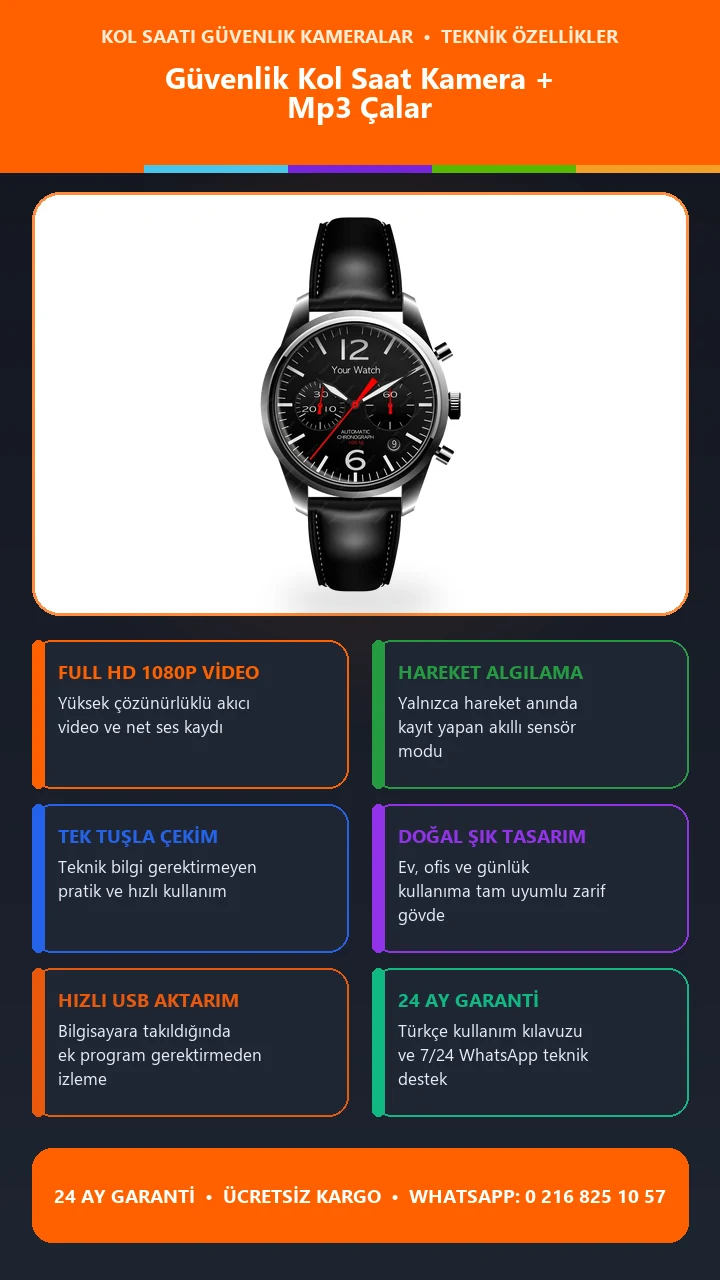 KOL SAATI GÜVENLIK KAMERALAR • TEKNİK ÖZELLİKLER
Güvenlik Kol Saat Kamera +
Mp3 Çalar
12
Your Watch
30
60
20
10
AUTOMATIC
CHRONOGRAPH
9
6
FULL HD 1080P VİDEO
Yüksek çözünürlüklü akıcı
video ve net ses kaydı
HAREKET ALGILAMA
Yalnızca hareket anında
kayıt yapan akıllı sensör
modu
TEK TUŞLA ÇEKİM
Teknik bilgi gerektirmeyen
pratik ve hızlı kullanım
DOĞAL ŞIK TASARIM
Ev, ofis ve günlük
kullanıma tam uyumlu zarif
gövde
HIZLI USB AKTARIM
Bilgisayara takıldığında
ek program gerektirmeden
izleme
24 AY GARANTİ
Türkçe kullanım kılavuzu
ve 7/24 WhatsApp teknik
destek
24 AY GARANTİ • ÜCRETSİZ KARGO • WHATSAPP: 0 216 825 10 57